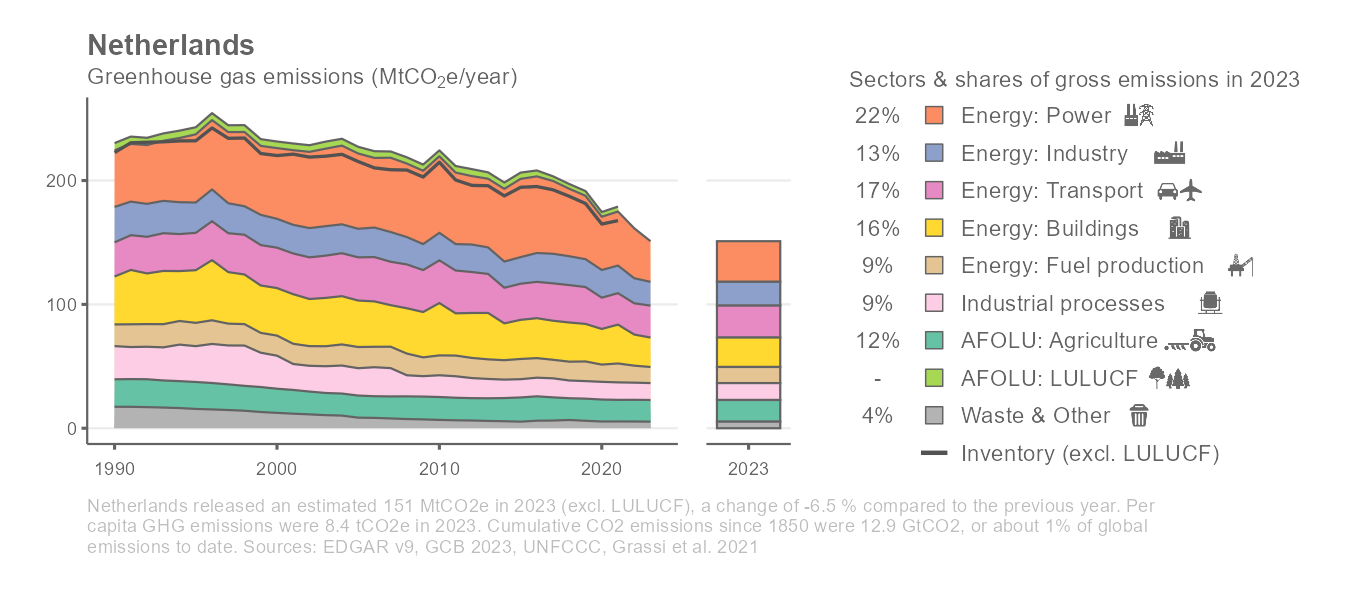 Netherlands
Greenhouse gas emissions (MtCO₂e/year)
Sectors & shares of gross emissions in 2023
22% Energy: Power
13% Energy: Industry
17% Energy: Transport
16% Energy: Buildings
9% Energy: Fuel production
9% Industrial processes
12% AFOLU: Agriculture
- AFOLU: LULUCF
4% Waste & Other
Inventory (excl. LULUCF)
200
100
0
1990 2000 2010 2020 2023
Netherlands released an estimated 151 MtCO2e in 2023 (excl. LULUCF), a change of -6.5 % compared to the previous year. Per
capita GHG emissions were 8.4 tCO2e in 2023. Cumulative CO2 emissions since 1850 were 12.9 GtCO2, or about 1% of global
emissions to date. Sources: EDGAR v9, GCB 2023, UNFCCC, Grassi et al. 2021